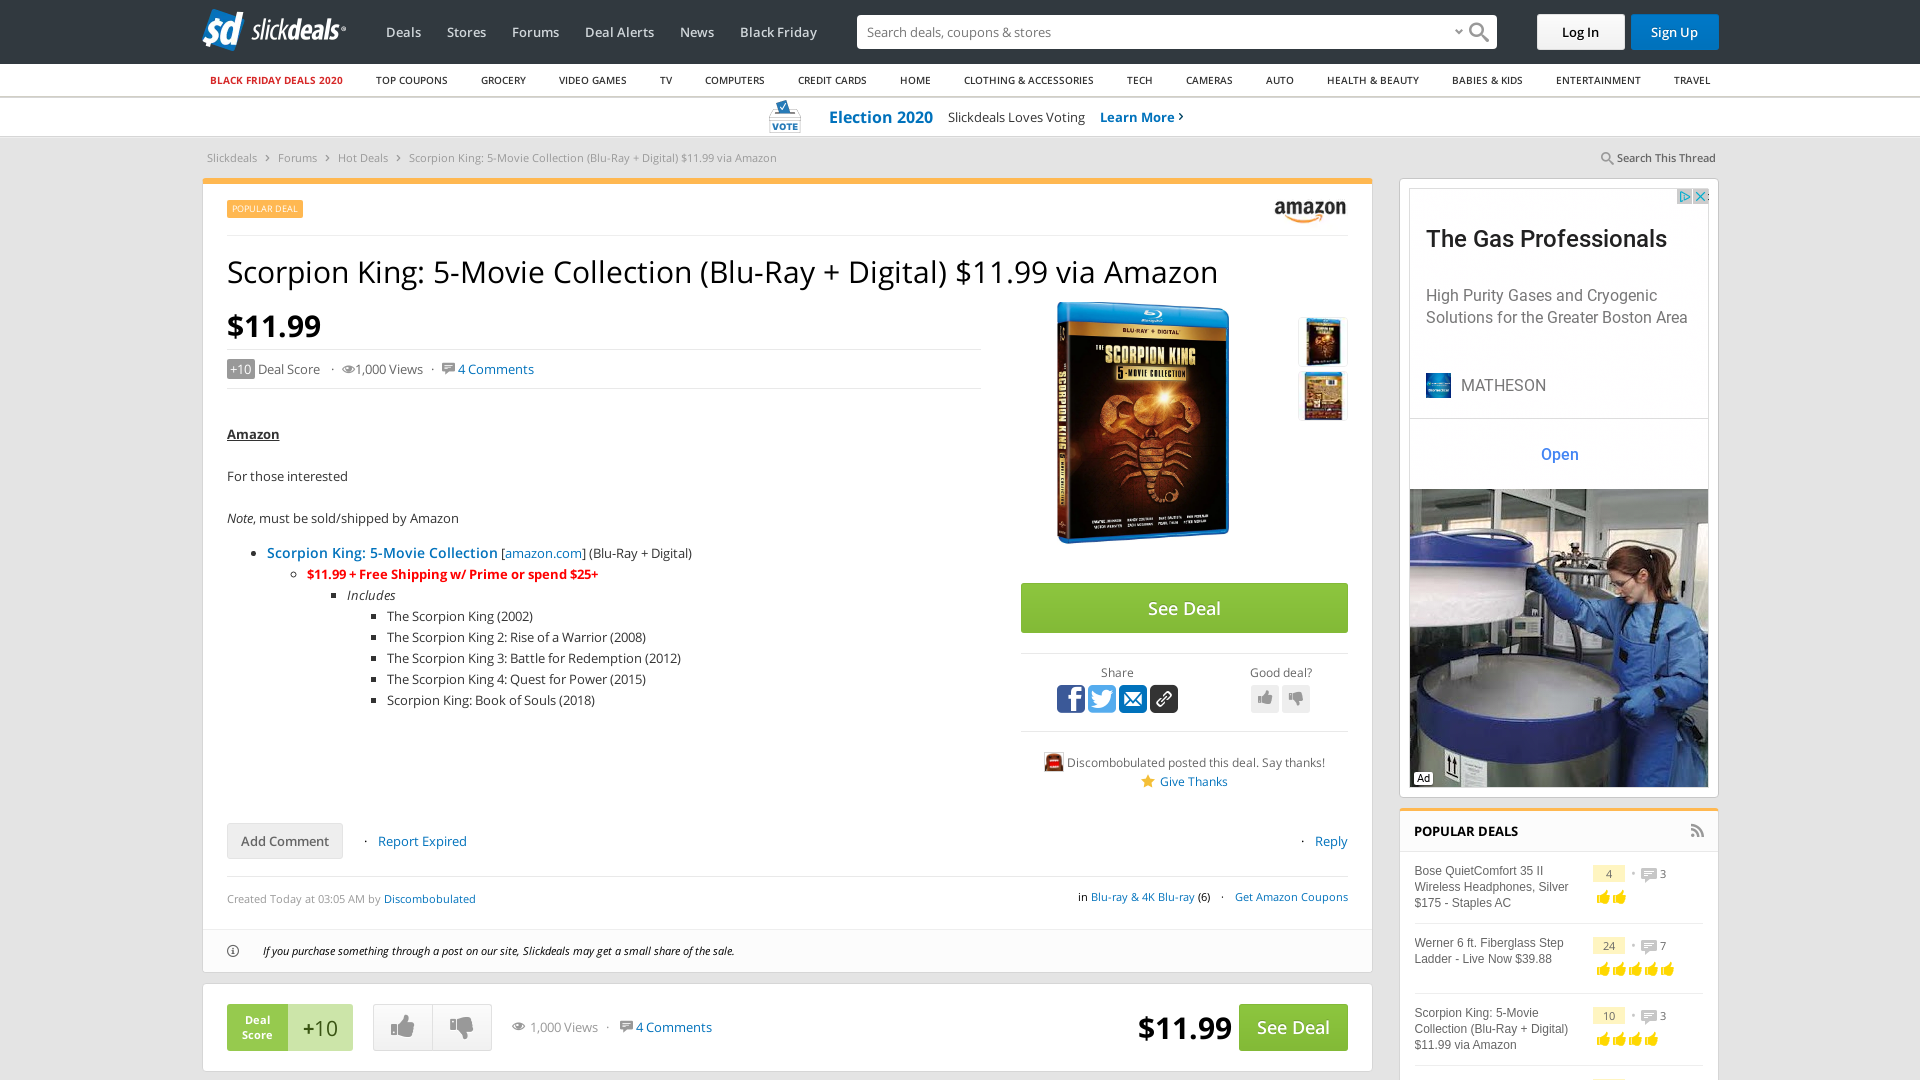 sd slickdeals
Deals
Stores
Forums
Deal Alerts
News
Black Friday
Search deals, coupons & stores
Log In
Sign Up
BLACK FRIDAY DEALS 2020
TOP COUPONS
GROCERY
VIDEO GAMES
TV
COMPUTERS
CREDIT CARDS
HOME
CLOTHING & ACCESSORIES
TECH
CAMERAS
AUTO
HEALTH & BEAUTY
BABIES & KIDS
ENTERTAINMENT
TRAVEL
VOTE
Election 2020 Slickdeals Loves Voting Learn More
Slickdeals › Forums › Hot Deals › Scorpion King: 5-Movie Collection (Blu-Ray + Digital) $11.99 via Amazon
Search This Thread
POPULAR DEAL
amazon
Scorpion King: 5-Movie Collection (Blu-Ray + Digital) $11.99 via Amazon
$11.99
+10 Deal Score · 1,000 Views · 4 Comments
Amazon
For those interested
Note, must be sold/shipped by Amazon
Scorpion King: 5-Movie Collection [amazon.com] (Blu-Ray + Digital)
$11.99 + Free Shipping w/ Prime or spend $25+
Includes
The Scorpion King (2002)
The Scorpion King 2: Rise of a Warrior (2008)
The Scorpion King 3: Battle for Redemption (2012)
The Scorpion King 4: Quest for Power (2015)
Scorpion King: Book of Souls (2018)
BLU-RAY + DIGITAL
THE SCORPION KING
5-MOVIE COLLECTION
See Deal
Share
Good deal?
Discombobulated posted this deal. Say thanks!
Give Thanks
Add Comment · Report Expired
· Reply
Created Today at 03:05 AM by Discombobulated
in Blu-ray & 4K Blu-ray (6) · Get Amazon Coupons
If you purchase something through a post on our site, Slickdeals may get a small share of the sale.
Deal
Score
+10
1,000 Views · 4 Comments
$11.99
See Deal
The Gas Professionals
High Purity Gases and Cryogenic
Solutions for the Greater Boston Area
MATHESON
Open
Ad
POPULAR DEALS
Bose QuietComfort 35 II
Wireless Headphones, Silver
$175 - Staples AC
4 · 3
Werner 6 ft. Fiberglass Step
Ladder - Live Now $39.88
24 · 7
Scorpion King: 5-Movie
Collection (Blu-Ray + Digital)
$11.99 via Amazon
10 · 3